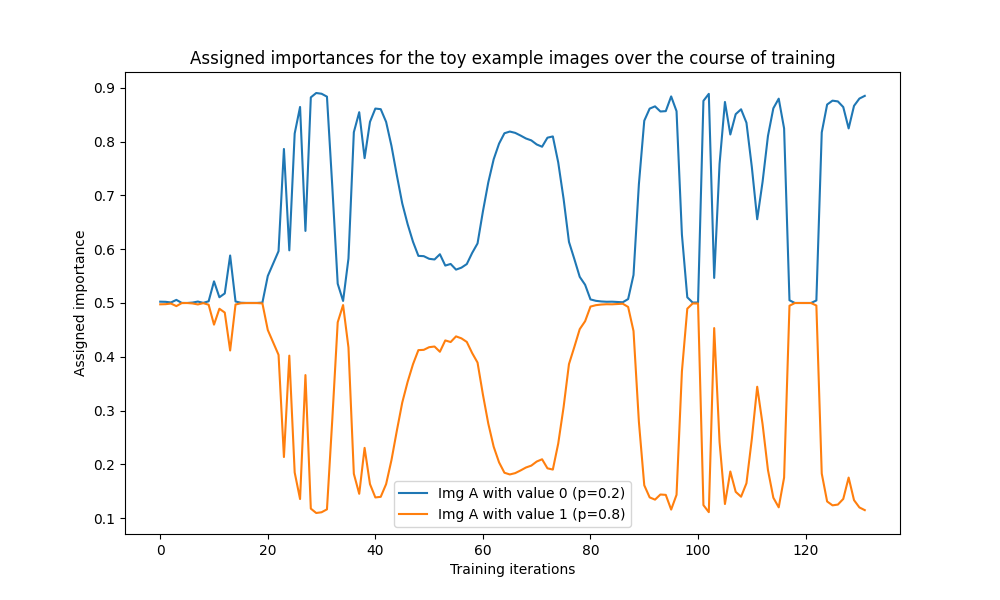 Assigned importances for the toy example images over the course of training
Assigned importance
0.9
0.8
0.7
0.6
0.5
0.4
0.3
0.2
0.1
Img A with value 0 (p=0.2)
Img A with value 1 (p=0.8)
0 20 40 60 80 100 120
Training iterations